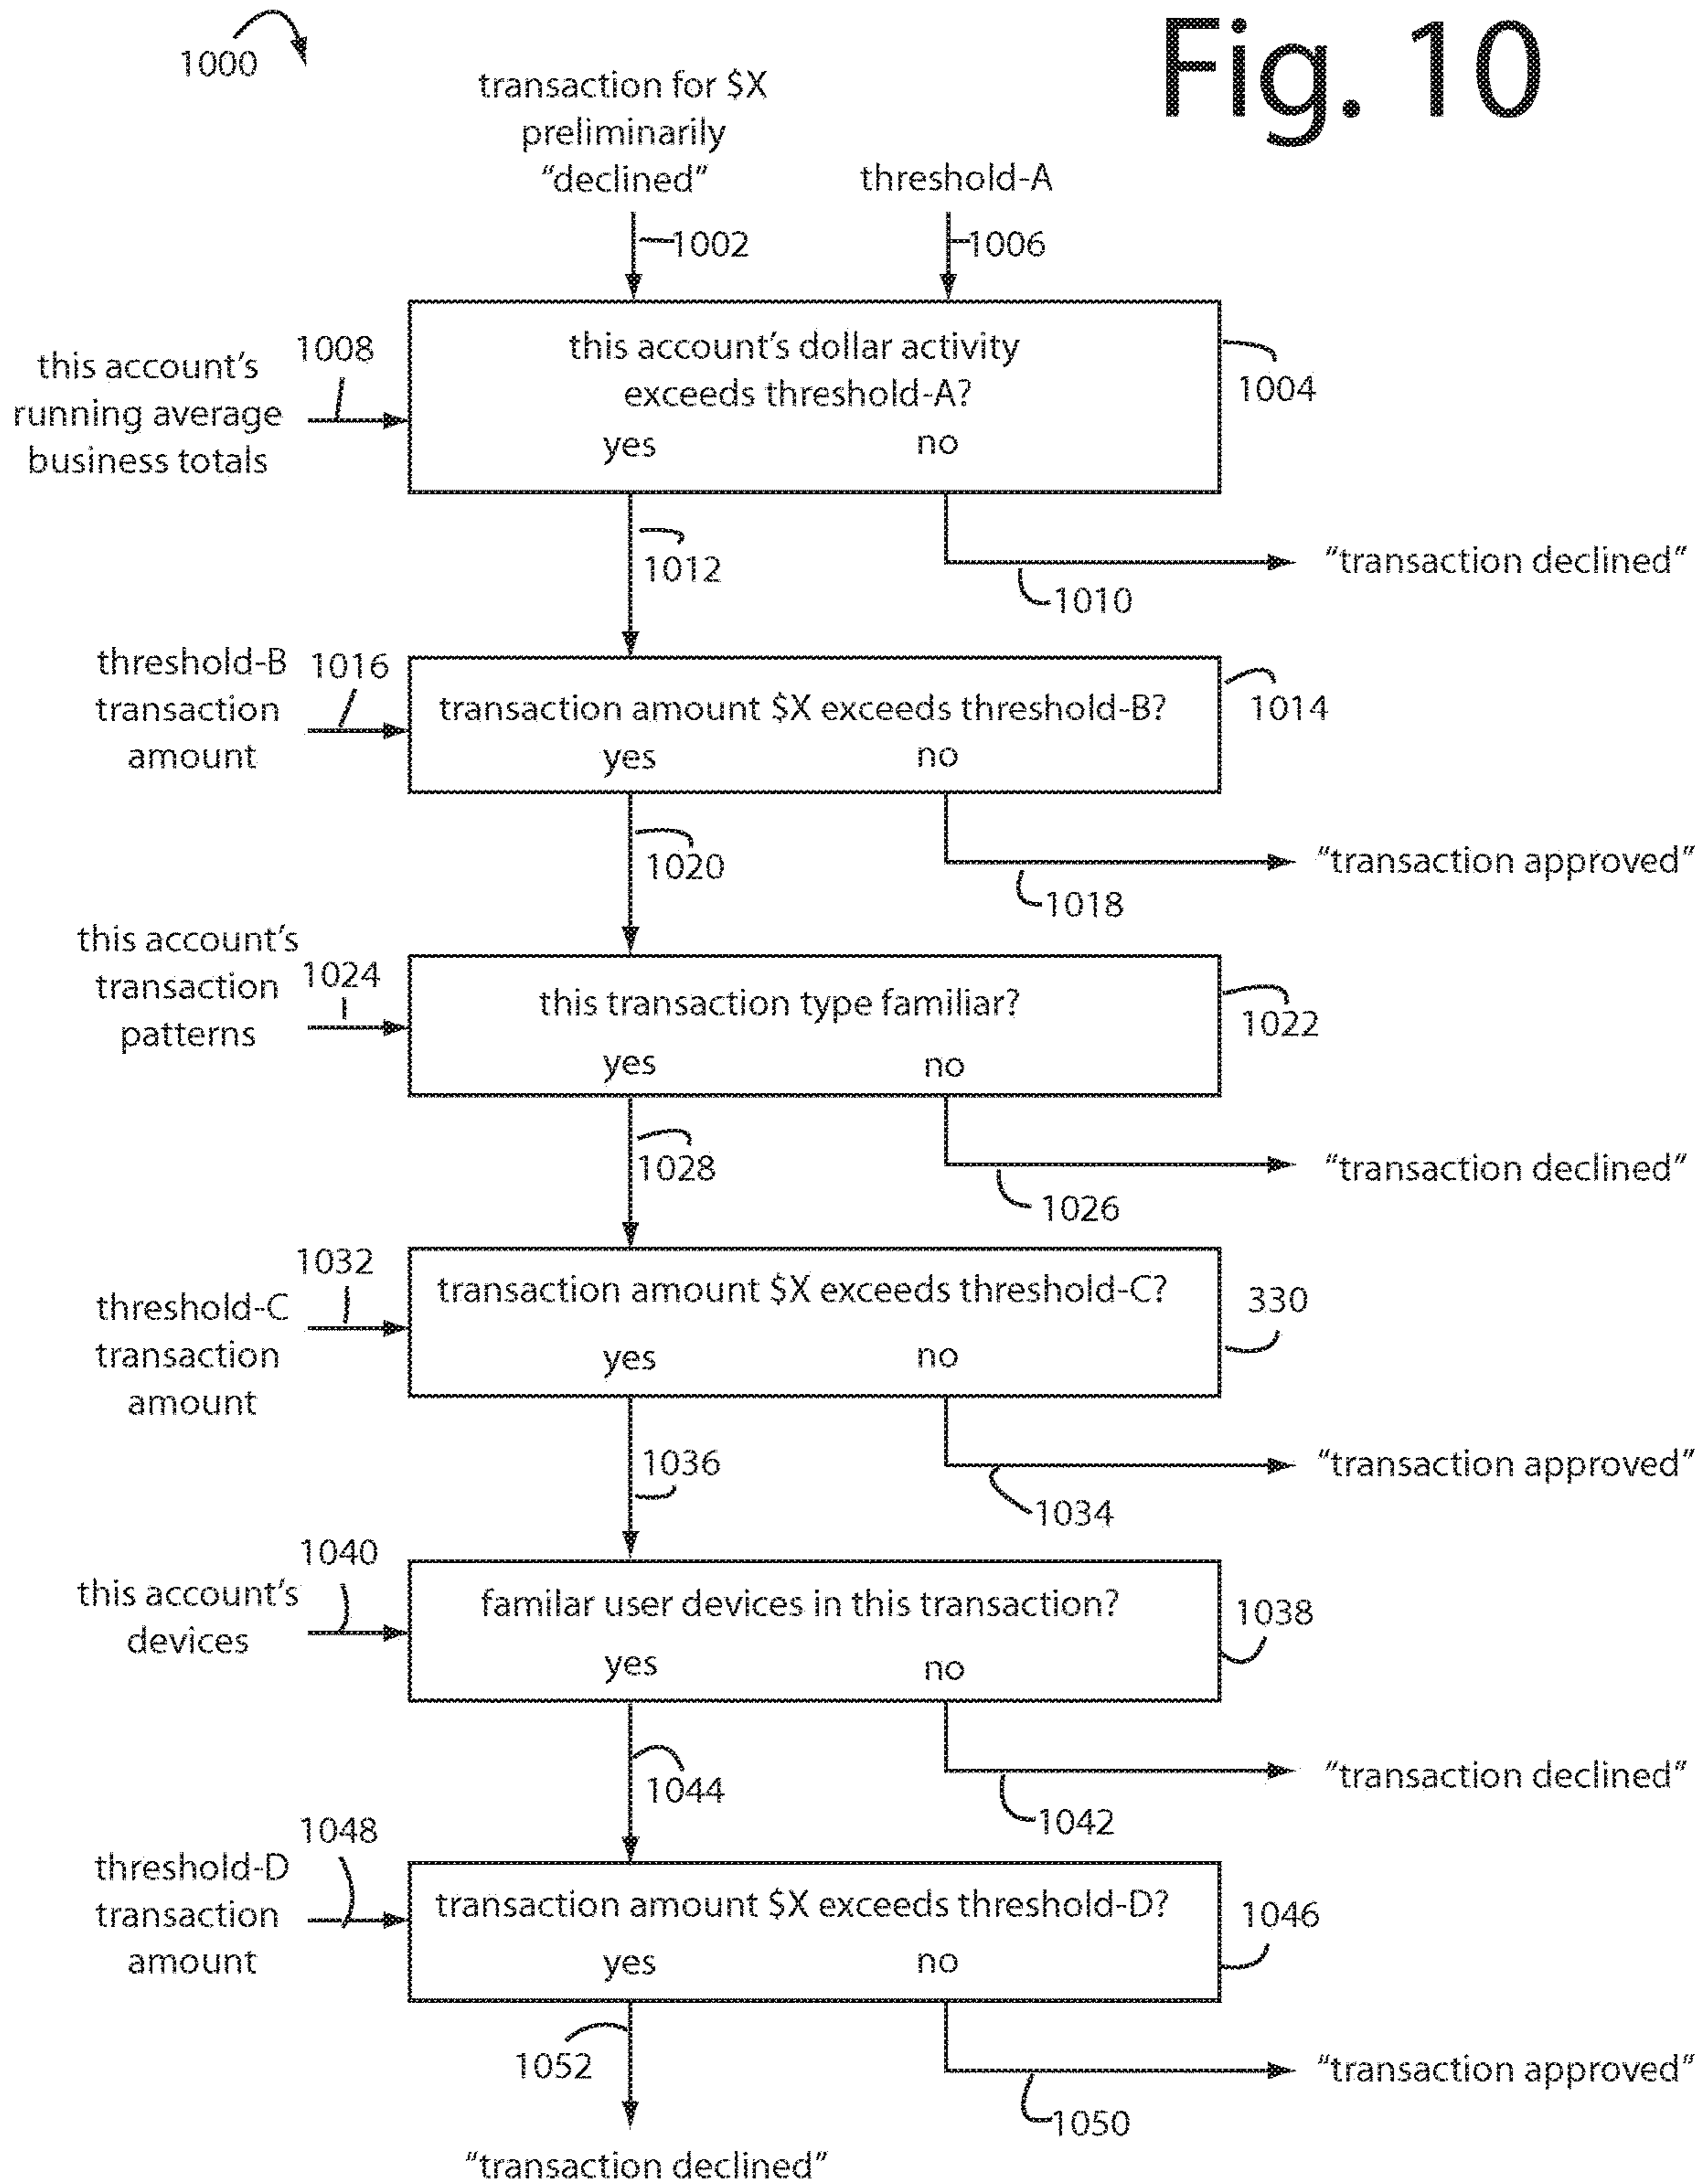 Fig. 10
1000
transaction for $X
preliminarily
“declined”
threshold-A
1002
1006
this account’s
running average
business totals
1008
this account’s dollar activity
exceeds threshold-A?
yes
no
1004
1012
“transaction declined”
1010
threshold-B
transaction
amount
1016
transaction amount $X exceeds threshold-B?
yes
no
1014
1020
“transaction approved”
1018
this account’s
transaction
patterns
1024
this transaction type familiar?
yes
no
1022
1028
“transaction declined”
1026
threshold-C
transaction
amount
1032
transaction amount $X exceeds threshold-C?
yes
no
330
1036
“transaction approved”
1034
this account’s
devices
1040
familar user devices in this transaction?
yes
no
1038
1044
“transaction declined”
1042
threshold-D
transaction
amount
1048
transaction amount $X exceeds threshold-D?
yes
no
1046
1052
“transaction approved”
1050
“transaction declined”